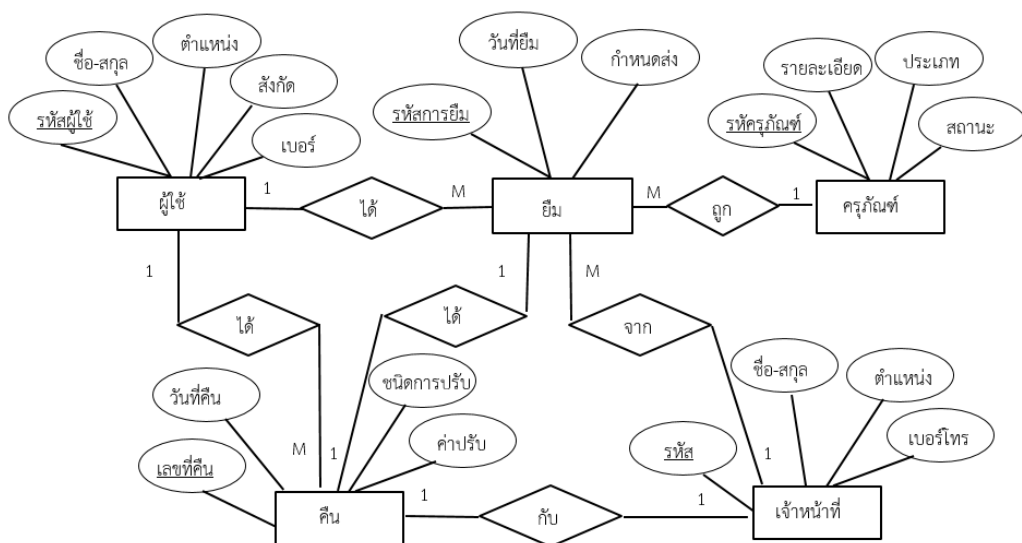 ตำแหน่ง
ชื่อ-สกุล
สังกัด
รหัสผู้ใช้
เบอร์
วันที่ยืม
กำหนดส่ง
รหัสการยืม
ประเภท
รายละเอียด
รหัครุภัณฑ์
สถานะ
ผู้ใช้
1
ได้
M
ยืม
M
ถูก
1
ครุภัณฑ์
1
1
M
ได้
ได้
จาก
ชื่อ-สกุล
ตำแหน่ง
วันที่คืน
ชนิดการปรับ
เบอร์โทร
รหัส
ค่าปรับ
เลขที่คืน
M
1
1
คืน
1
กับ
1
เจ้าหน้าที่